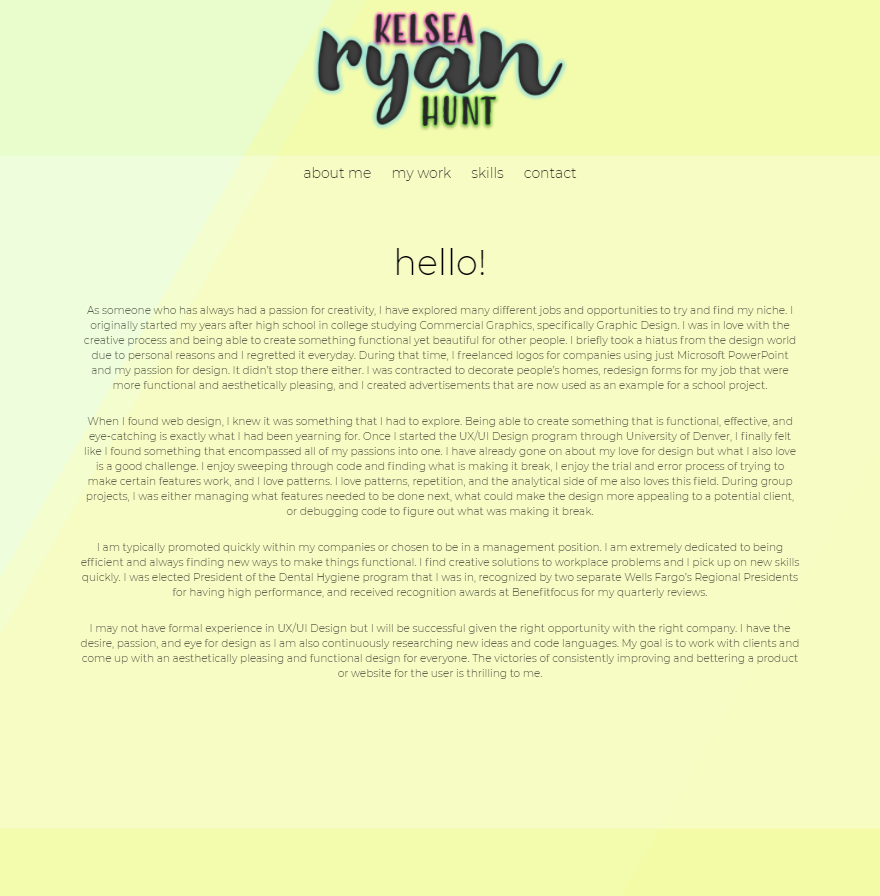 KELSEA
ryan
HUNT
about me my work skills contact
hello!
As someone who has always had a passion for creativity, I have explored many different jobs and opportunities to try and find my niche. I
originally started my years after high school in college studying Commercial Graphics, specifically Graphic Design. I was in love with the
creative process and being able to create something functional yet beautiful for other people. I briefly took a hiatus from the design world
due to personal reasons and I regretted it everyday. During that time, I freelanced logos for companies using just Microsoft PowerPoint
and my passion for design. It didn't stop there either. I was contracted to decorate people's homes, redesign forms for my job that were
more functional and aesthetically pleasing, and I created advertisements that are now used as an example for a school project.
When I found web design, I knew it was something that I had to explore. Being able to create something that is functional, effective, and
eye-catching is exactly what I had been yearning for. Once I started the UX/UI Design program through University of Denver, I finally felt
like I found something that encompassed all of my passions into one. I have already gone on about my love for design but what I also love
is a good challenge. I enjoy sweeping through code and finding what is making it break, I enjoy the trial and error process of trying to
make certain features work, and I love patterns. I love patterns, repetition, and the analytical side of me also loves this field. During group
projects, I was either managing what features needed to be done next, what could make the design more appealing to a potential client,
or debugging code to figure out what was making it break.
I am typically promoted quickly within my companies or chosen to be in a management position. I am extremely dedicated to being
efficient and always finding new ways to make things functional. I find creative solutions to workplace problems and I pick up on new skills
quickly. I was elected President of the Dental Hygiene program that I was in, recognized by two separate Wells Fargo's Regional Presidents
for having high performance, and received recognition awards at Benefitfocus for my quarterly reviews.
I may not have formal experience in UX/UI Design but I will be successful given the right opportunity with the right company. I have the
desire, passion, and eye for design as I am also continuously researching new ideas and code languages. My goal is to work with clients and
come up with an aesthetically pleasing and functional design for everyone. The victories of consistently improving and bettering a product
or website for the user is thrilling to me.